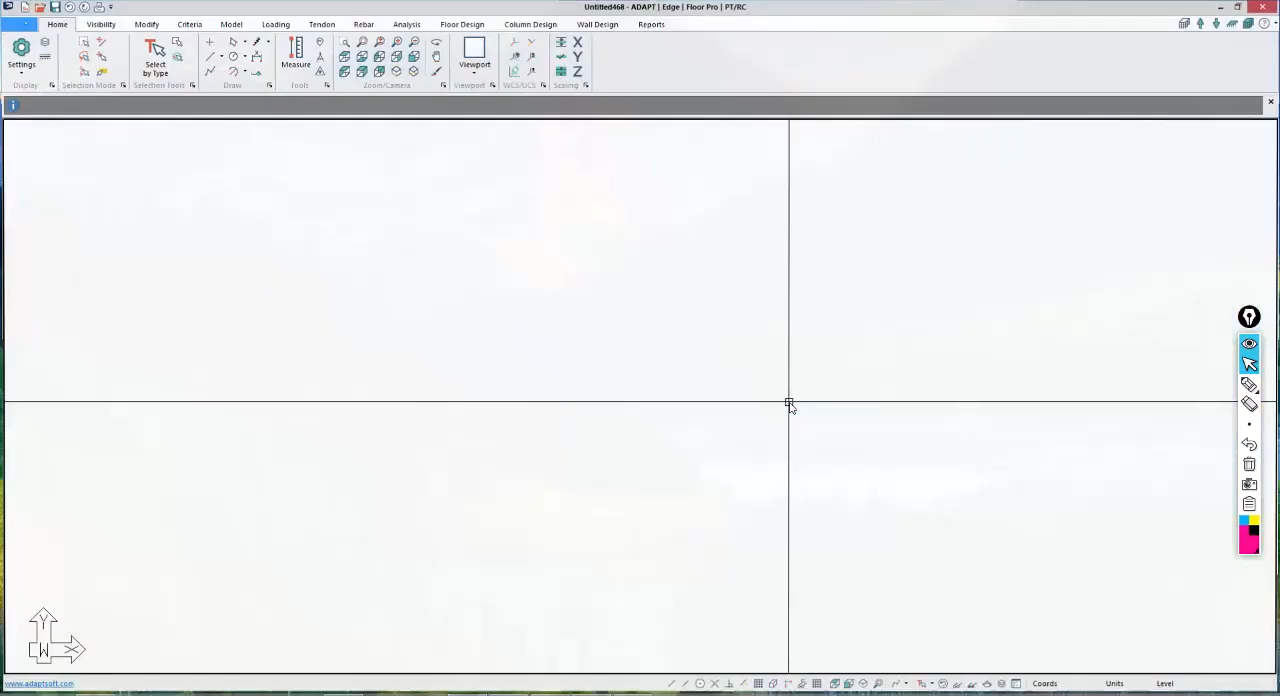 Untitled468 - ADAPT | Edge | Floor Pro | PT/RC
Home Visibility Modify Criteria Model Loading Tendon Rebar Analysis Floor Design Column Design Wall Design Reports
Settings Select by Type Measure Viewport X Y Z
Display Selection Mode Selection Tools Draw Tools Zoom/Camera Viewport WCS/UCS Scaling
Y
W X
www.adaptsoft.com Coords Units Level